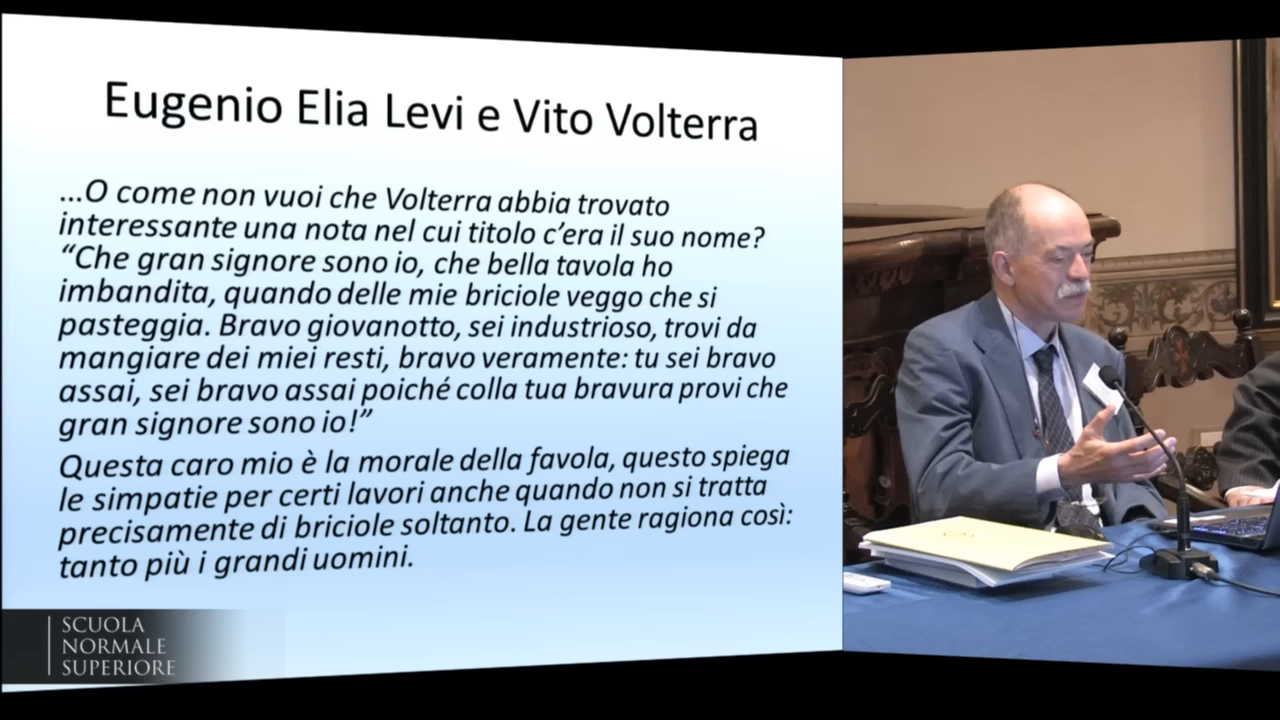 Eugenio Elia Levi e Vito Volterra
...O come non vuoi che Volterra abbia trovato
interessante una nota nel cui titolo c'era il suo nome?
“Che gran signore sono io, che bella tavola ho
imbandita, quando delle mie briciole veggo che si
pasteggia. Bravo giovanotto, sei industrioso, trovi da
mangiare dei miei resti, bravo veramente: tu sei bravo
assai, sei bravo assai poiché colla tua bravura provi che
gran signore sono io!”
Questa caro mio è la morale della favola, questo spiega
le simpatie per certi lavori anche quando non si tratta
precisamente di briciole soltanto. La gente ragiona così:
tanto più i grandi uomini.
SCUOLA
NORMALE
SUPERIORE